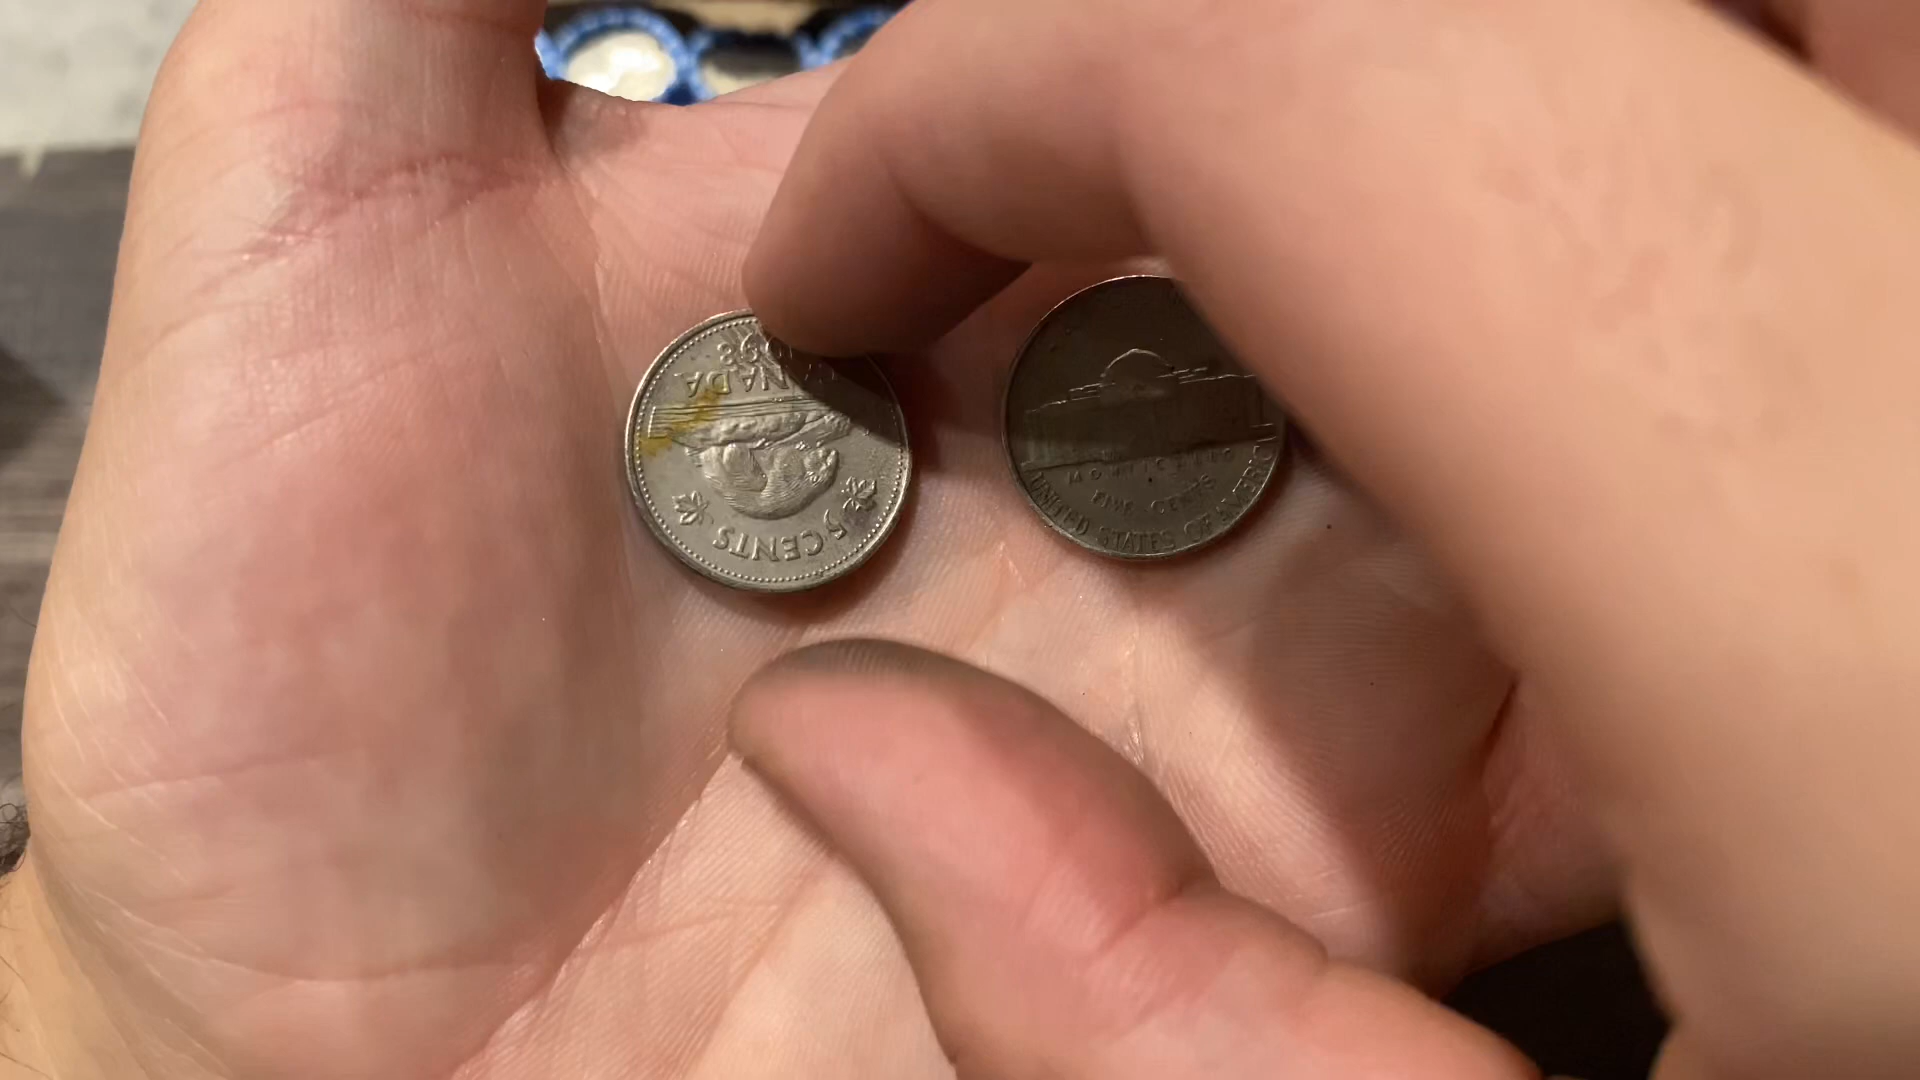 5 CENTS
CANADA
MONTICELLO
FIVE CENTS
UNITED STATES OF AMERICA